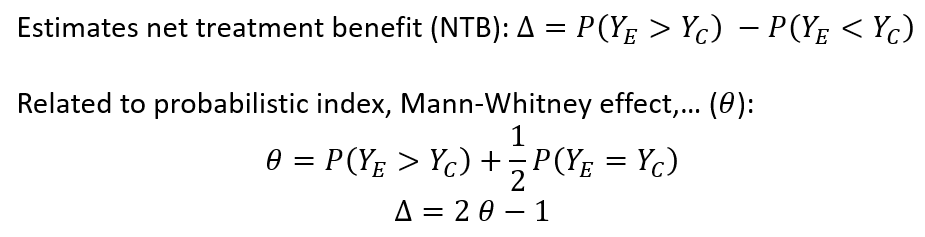 Estimates net treatment benefit (NTB): Δ = P(Y_E > Y_C) − P(Y_E < Y_C)
Related to probabilistic index, Mann-Whitney effect,... (θ):
θ = P(Y_E > Y_C) + 1/2 P(Y_E = Y_C)
Δ = 2 θ − 1